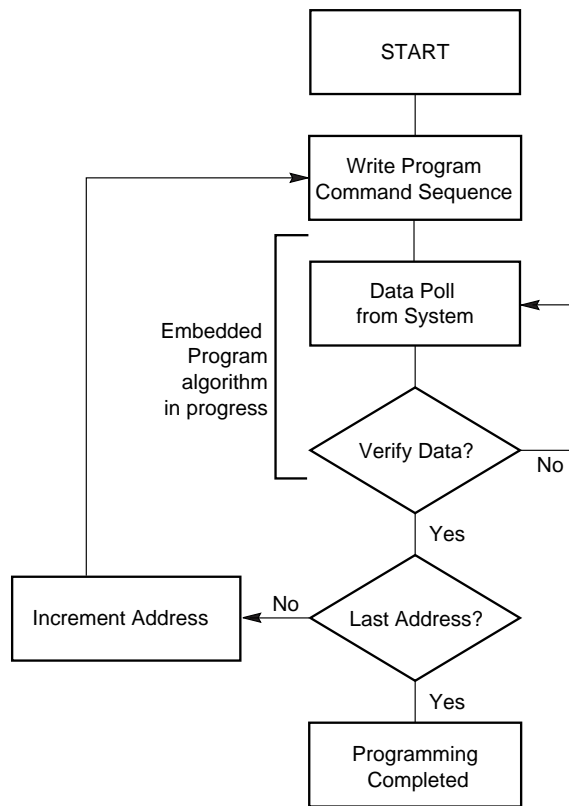 START
Write Program
Command Sequence
Data Poll
from System
Embedded
Program
algorithm
in progress
Verify Data?
No
Yes
Increment Address
No
Last Address?
Yes
Programming
Completed